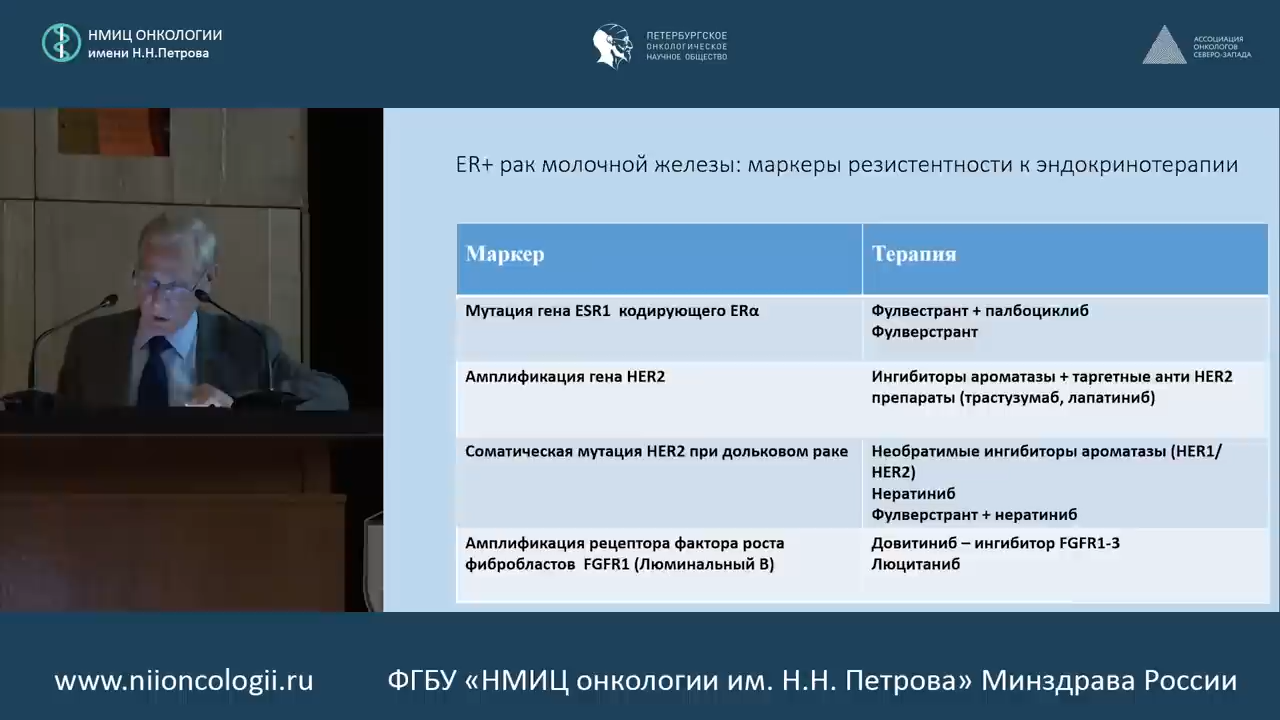 НМИЦ ОНКОЛОГИИ
имени Н.Н.Петрова
ПЕТЕРБУРГСКОЕ
ОНКОЛОГИЧЕСКОЕ
НАУЧНОЕ ОБЩЕСТВО
АССОЦИАЦИЯ
ОНКОЛОГОВ
СЕВЕРО-ЗАПАДА
ER+ рак молочной железы: маркеры резистентности к эндокринотерапии
Маркер
Терапия
Мутация гена ESR1 кодирующего ERα
Фулвестрант + палбоциклиб
Фулверстрант
Амплификация гена HER2
Ингибиторы ароматазы + таргетные анти HER2
препараты (трастузумаб, лапатиниб)
Соматическая мутация HER2 при дольковом раке
Необратимые ингибиторы ароматазы (HER1/
HER2)
Нератиниб
Фулверстрант + нератиниб
Амплификация рецептора фактора роста
фибробластов FGFR1 (Люминальный В)
Довитиниб – ингибитор FGFR1-3
Люцитаниб
www.niioncologii.ru
ФГБУ «НМИЦ онкологии им. Н.Н. Петрова» Минздрава России